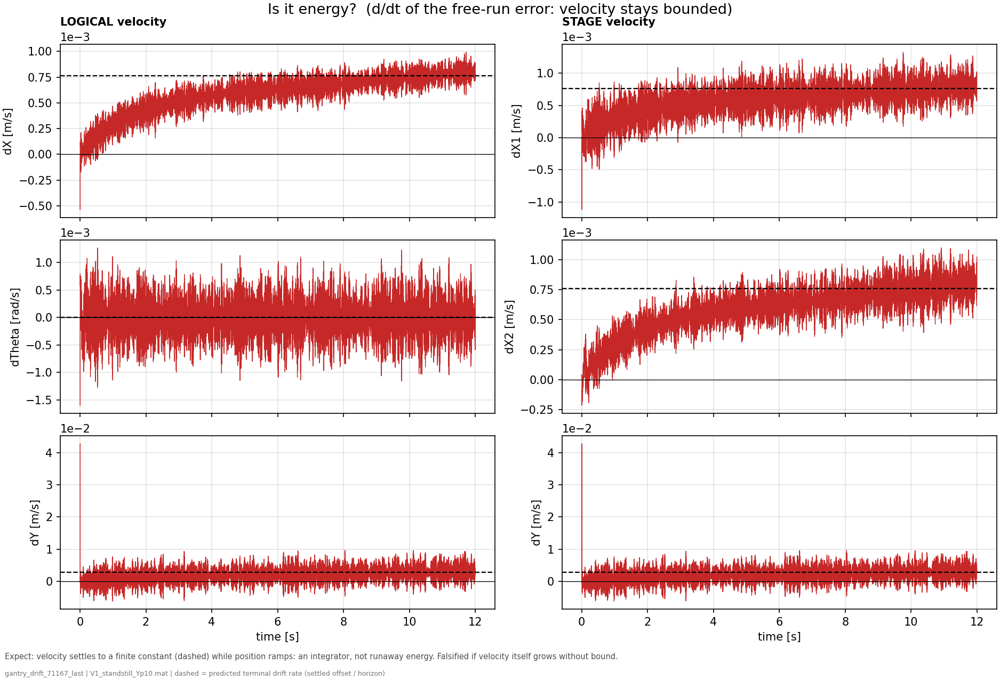 Is it energy?  (d/dt of the free-run error: velocity stays bounded)
LOGICAL velocity
1e−3
1.00
0.75
0.50
0.25
0.00
−0.25
−0.50
dX [m/s]
STAGE velocity
1e−3
1.0
0.5
0.0
−0.5
−1.0
dX1 [m/s]
1e−3
1.0
0.5
0.0
−0.5
−1.0
−1.5
dTheta [rad/s]
1e−3
1.00
0.75
0.50
0.25
0.00
−0.25
dX2 [m/s]
1e−2
4
3
2
1
0
dY [m/s]
0 2 4 6 8 10 12
time [s]
1e−2
4
3
2
1
0
dY [m/s]
0 2 4 6 8 10 12
time [s]
Expect: velocity settles to a finite constant (dashed) while position ramps: an integrator, not runaway energy. Falsified if velocity itself grows without bound.
gantry_drift_71167_last | V1_standstill_Yp10.mat | dashed = predicted terminal drift rate (settled offset / horizon)